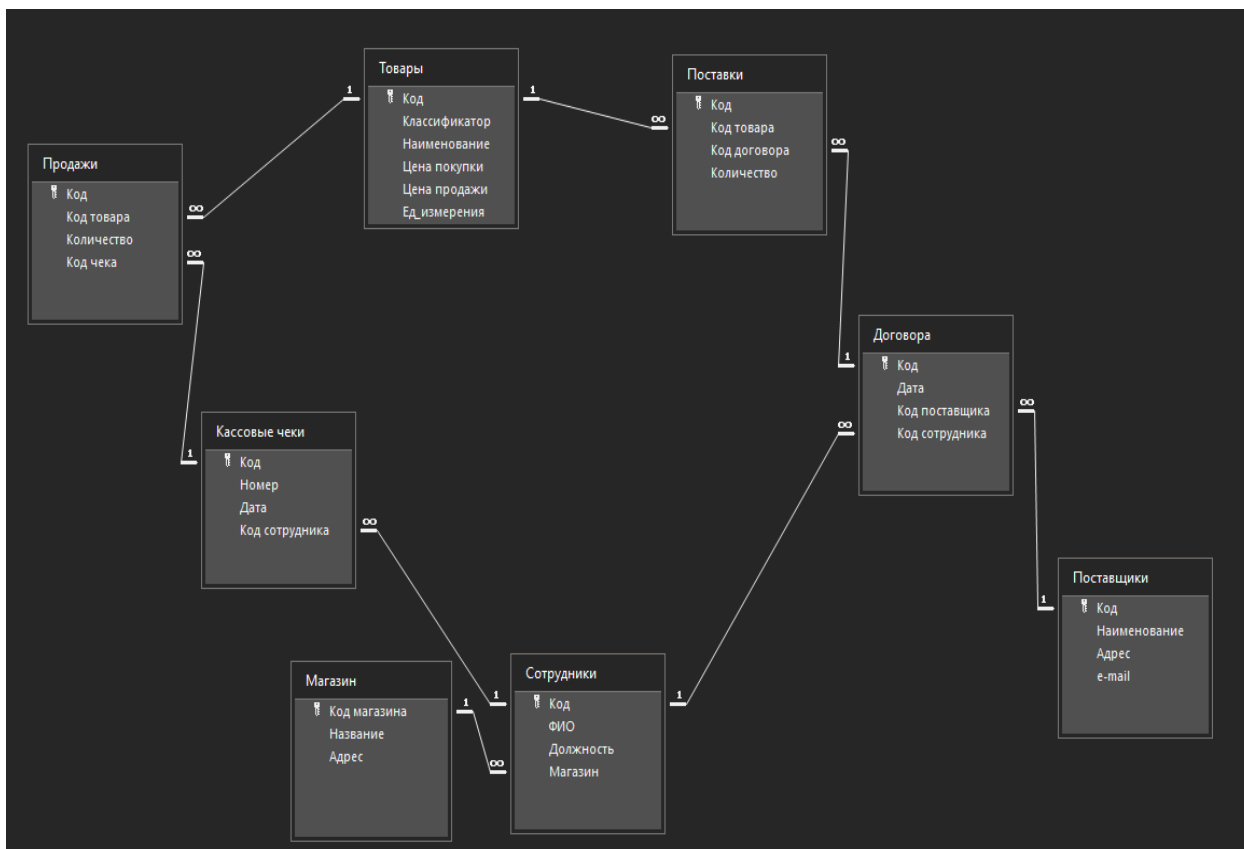 Товары
Код
Классификатор
Наименование
Цена покупки
Цена продажи
Ед_измерения
1
1
Поставки
Код
Код товара
Код договора
Количество
∞
∞
Продажи
Код
Код товара
Количество
Код чека
∞
∞
Договора
Код
Дата
Код поставщика
Код сотрудника
1
∞
∞
Кассовые чеки
Код
Номер
Дата
Код сотрудника
1
∞
Поставщики
Код
Наименование
Адрес
e-mail
1
Магазин
Код магазина
Название
Адрес
1
Сотрудники
Код
ФИО
Должность
Магазин
1
1
∞